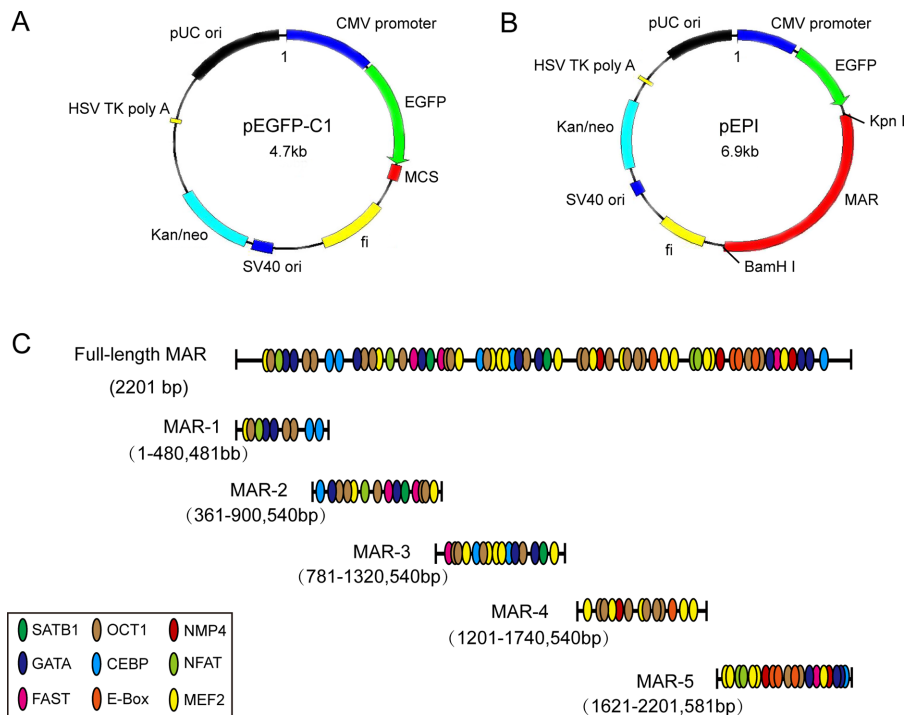 A
pUC ori
CMV promoter
1
HSV TK poly A
EGFP
pEGFP-C1
4.7kb
MCS
Kan/neo
fi
SV40 ori
B
pUC ori
CMV promoter
1
HSV TK poly A
EGFP
Kpn I
Kan/neo
pEPI
6.9kb
SV40 ori
MAR
fi
BamH I
C
Full-length MAR
(2201 bp)
MAR-1
(1-480,481bb)
MAR-2
(361-900,540bp)
MAR-3
(781-1320,540bp)
MAR-4
(1201-1740,540bp)
MAR-5
(1621-2201,581bp)
SATB1 OCT1 NMP4
GATA CEBP NFAT
FAST E-Box MEF2